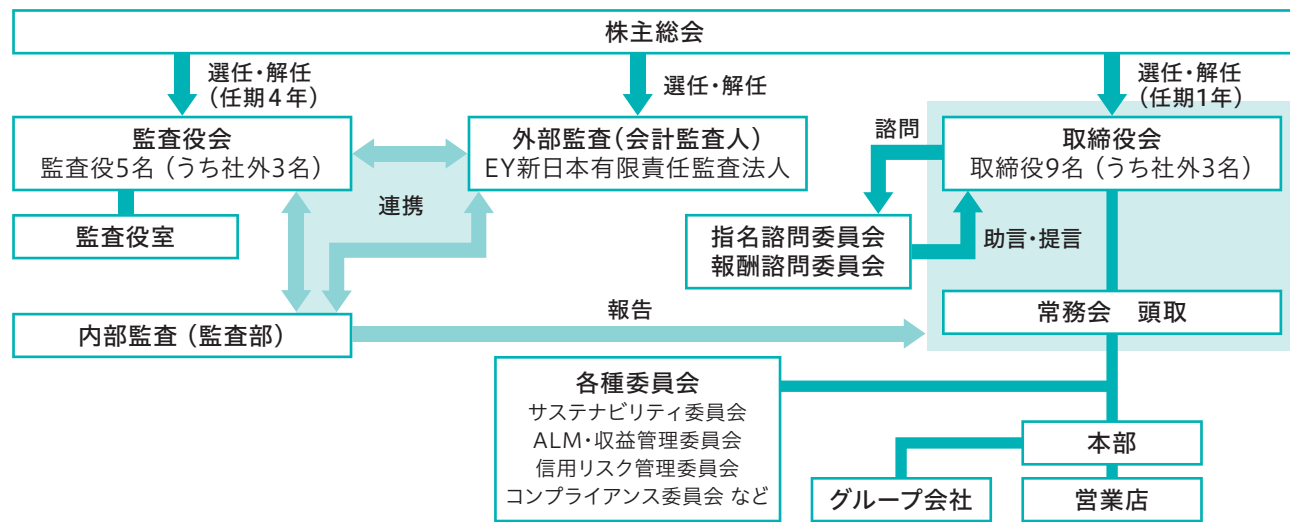 株主総会
選任・解任
(任期4年)
選任・解任
選任・解任
(任期1年)
監査役会
監査役5名 (うち社外3名)
外部監査(会計監査人)
EY新日本有限責任監査法人
諮問
取締役会
取締役9名 (うち社外3名)
連携
監査役室
指名諮問委員会
報酬諮問委員会
助言・提言
内部監査 (監査部)
報告
常務会 頭取
各種委員会
サステナビリティ委員会
ALM・収益管理委員会
信用リスク管理委員会
コンプライアンス委員会 など
本部
グループ会社
営業店